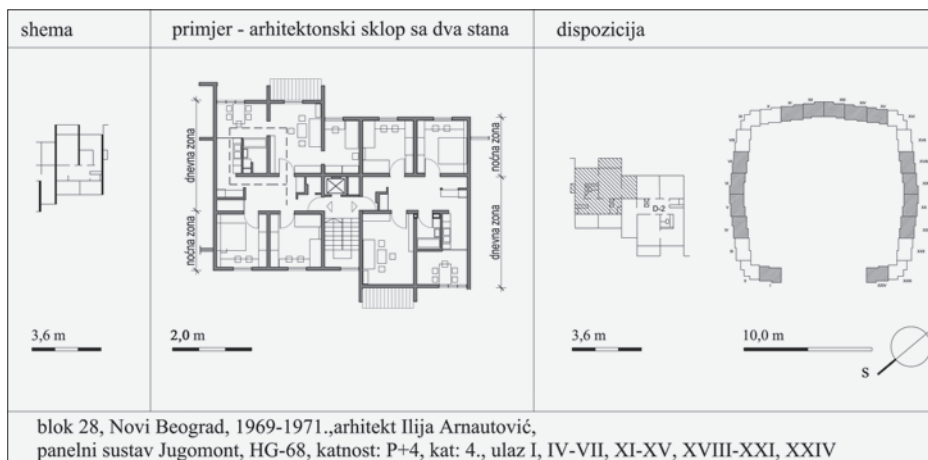 shema
primjer - arhitektonski sklop sa dva stana
dispozicija
dnevna zona
noćna zona
noćna zona
dnevna zona
D-2
3,6 m
2,0 m
3,6 m
10,0 m
S
blok 28, Novi Beograd, 1969-1971.,arhitekt Ilija Arnautović,
panelni sustav Jugomont, HG-68, katnost: P+4, kat: 4., ulaz I, IV-VII, XI-XV, XVIII-XXI, XXIV